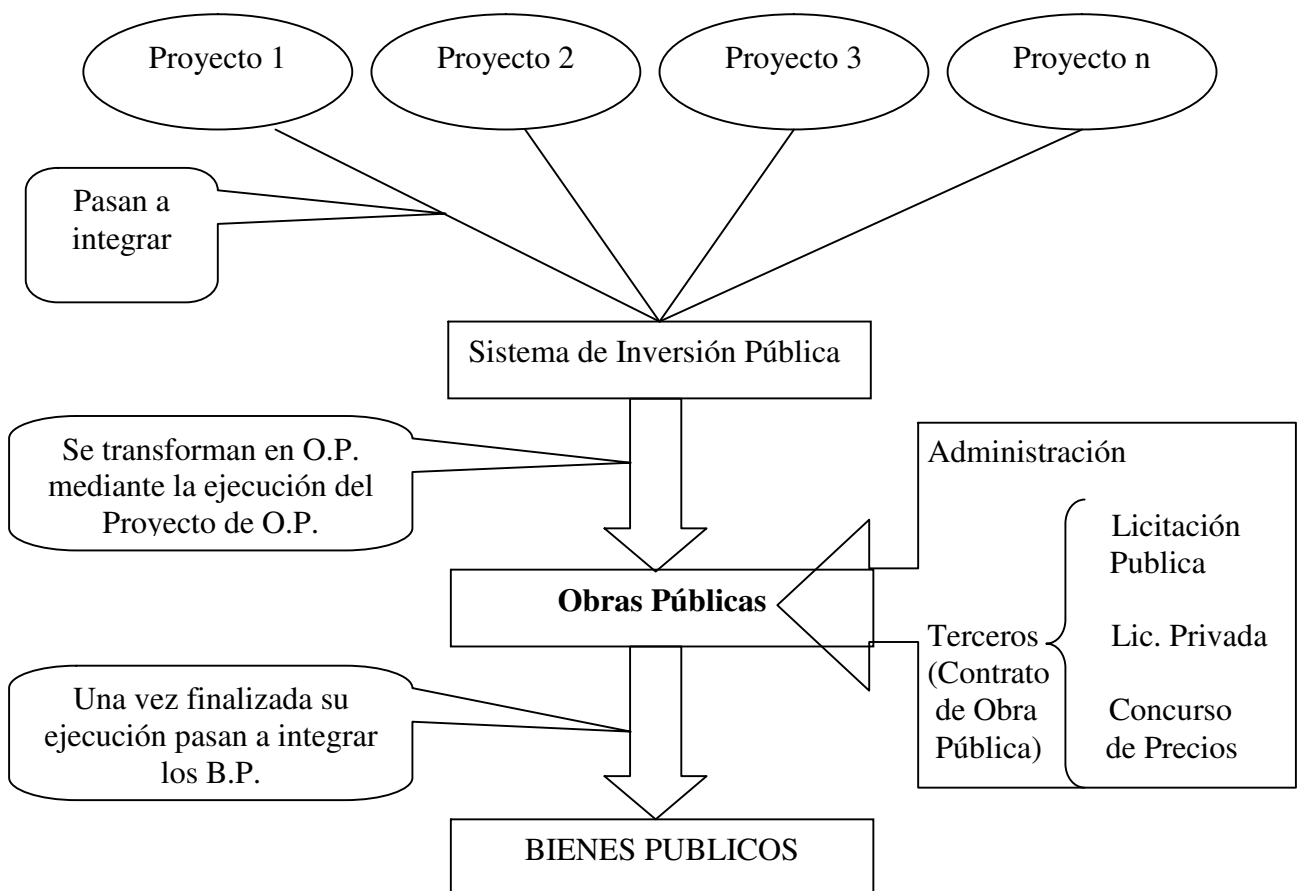 Proyecto 1
Proyecto 2
Proyecto 3
Proyecto n
Pasan a
integrar
Sistema de Inversión Pública
Se transforman en O.P.
mediante la ejecución del
Proyecto de O.P.
Administración
Licitación
Publica
Obras Públicas
Terceros
(Contrato
de Obra
Pública)
Lic. Privada
Concurso
de Precios
Una vez finalizada su
ejecución pasan a integrar
los B.P.
BIENES PUBLICOS